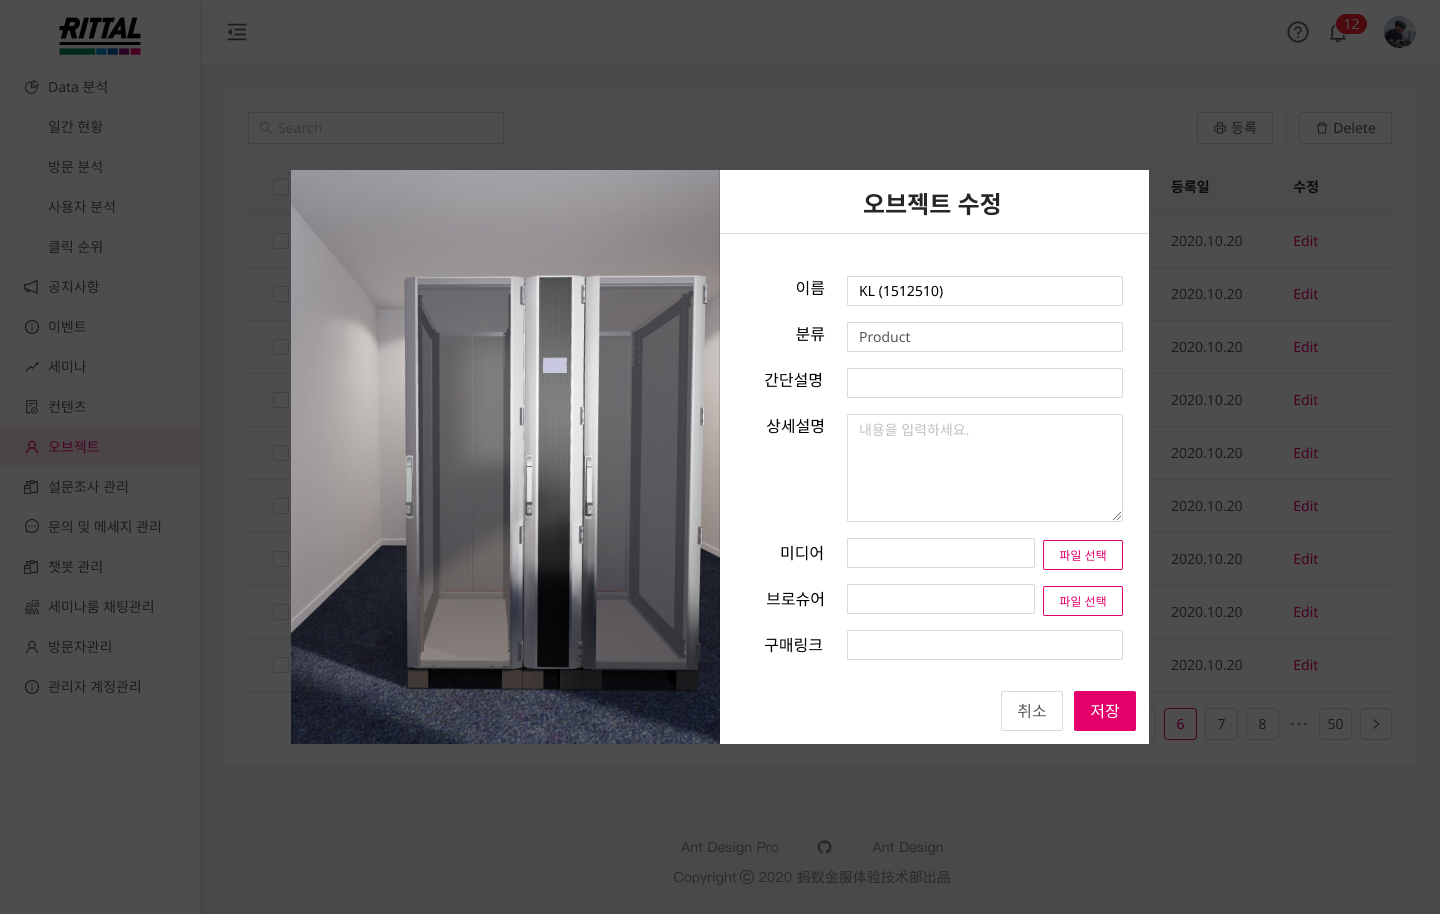 RITTAL
12
Data 분석
일간 현황
방문 분석
사용자 분석
클릭 순위
공지사항
이벤트
세미나
컨텐츠
오브젝트
설문조사 관리
문의 및 메세지 관리
챗봇 관리
세미나룸 채팅관리
방문자관리
관리자 계정관리
Search
등록
Delete
등록일
수정
2020.10.20
Edit
2020.10.20
Edit
2020.10.20
Edit
2020.10.20
Edit
2020.10.20
Edit
2020.10.20
Edit
2020.10.20
Edit
2020.10.20
Edit
2020.10.20
Edit
6
7
8
•••
50
오브젝트 수정
이름
KL (1512510)
분류
Product
간단설명
상세설명
내용을 입력하세요.
미디어
파일 선택
브로슈어
파일 선택
구매링크
취소
저장
Ant Design Pro
Ant Design
Copyright © 2020 蚂蚁金服体验技术部出品